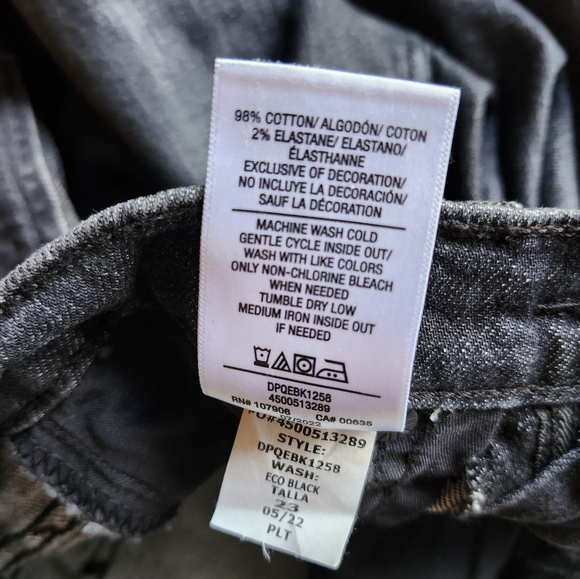 98% COTTON/ ALGODÓN/ COTON
2% ELASTANE/ ELASTANO/
ÉLASTHANNE
EXCLUSIVE OF DECORATION/
NO INCLUYE LA DECORACIÓN/
SAUF LA DÉCORATION
MACHINE WASH COLD
GENTLE CYCLE INSIDE OUT/
WASH WITH LIKE COLORS
ONLY NON-CHLORINE BLEACH
WHEN NEEDED
TUMBLE DRY LOW
MEDIUM IRON INSIDE OUT
IF NEEDED
DPQEBK1258
4500513289
RN# 107906 CA# 00635
07/2022
PO#4500513289
STYLE:
DPQEBK1258
WASH:
ECO BLACK
TALLA
23
05/22
PLT